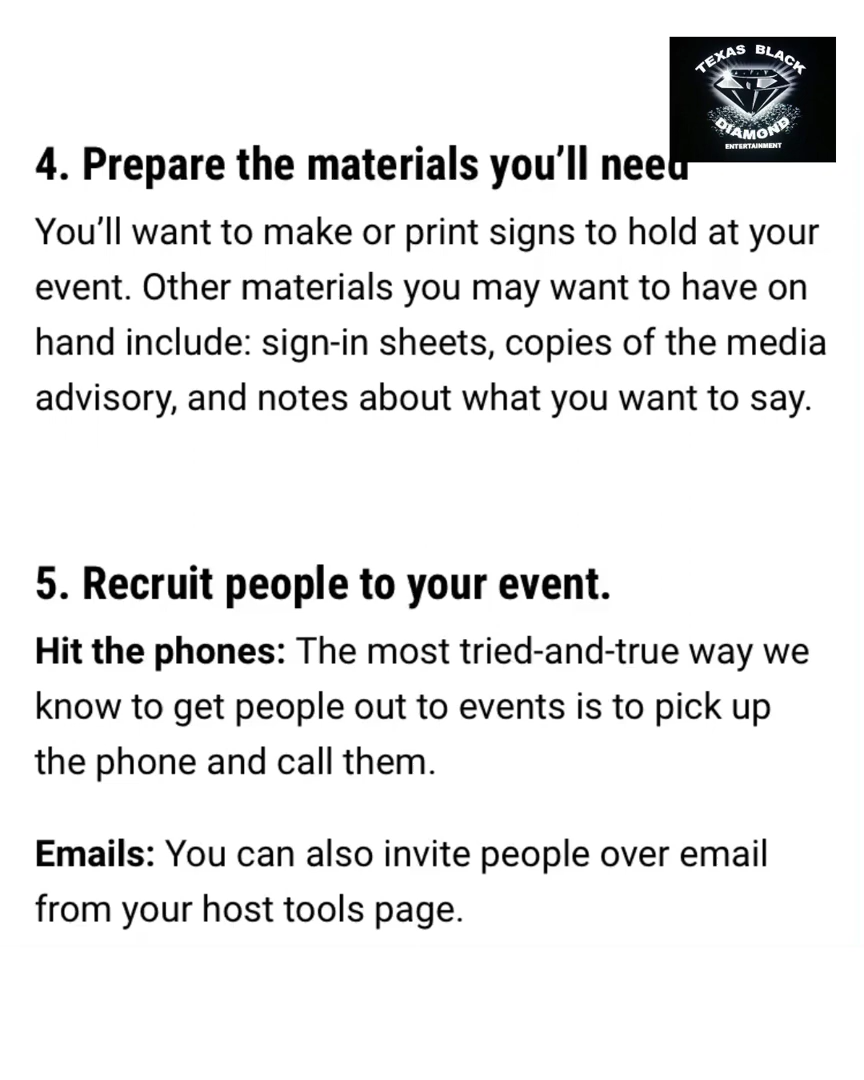 TEXAS BLACK
DIAMOND
ENTERTAINMENT
4. Prepare the materials you’ll need
You’ll want to make or print signs to hold at your
event. Other materials you may want to have on
hand include: sign-in sheets, copies of the media
advisory, and notes about what you want to say.
5. Recruit people to your event.
Hit the phones: The most tried-and-true way we
know to get people out to events is to pick up
the phone and call them.
Emails: You can also invite people over email
from your host tools page.